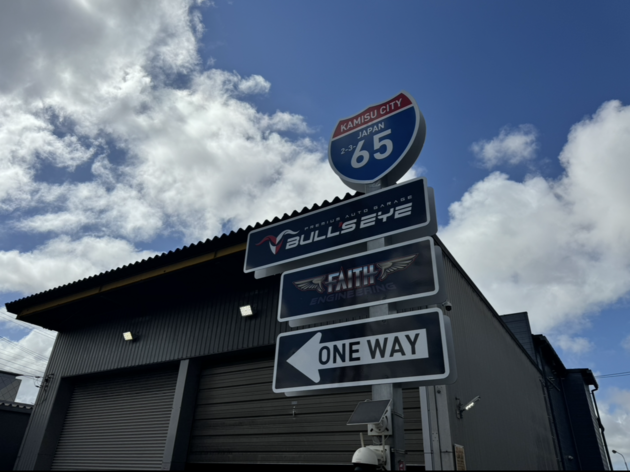 KAMISU CITY
JAPAN
2-3-65
PREMIUM AUTO GARAGE
BULL'S EYE
FAITH
ENGINEERING
ONE WAY